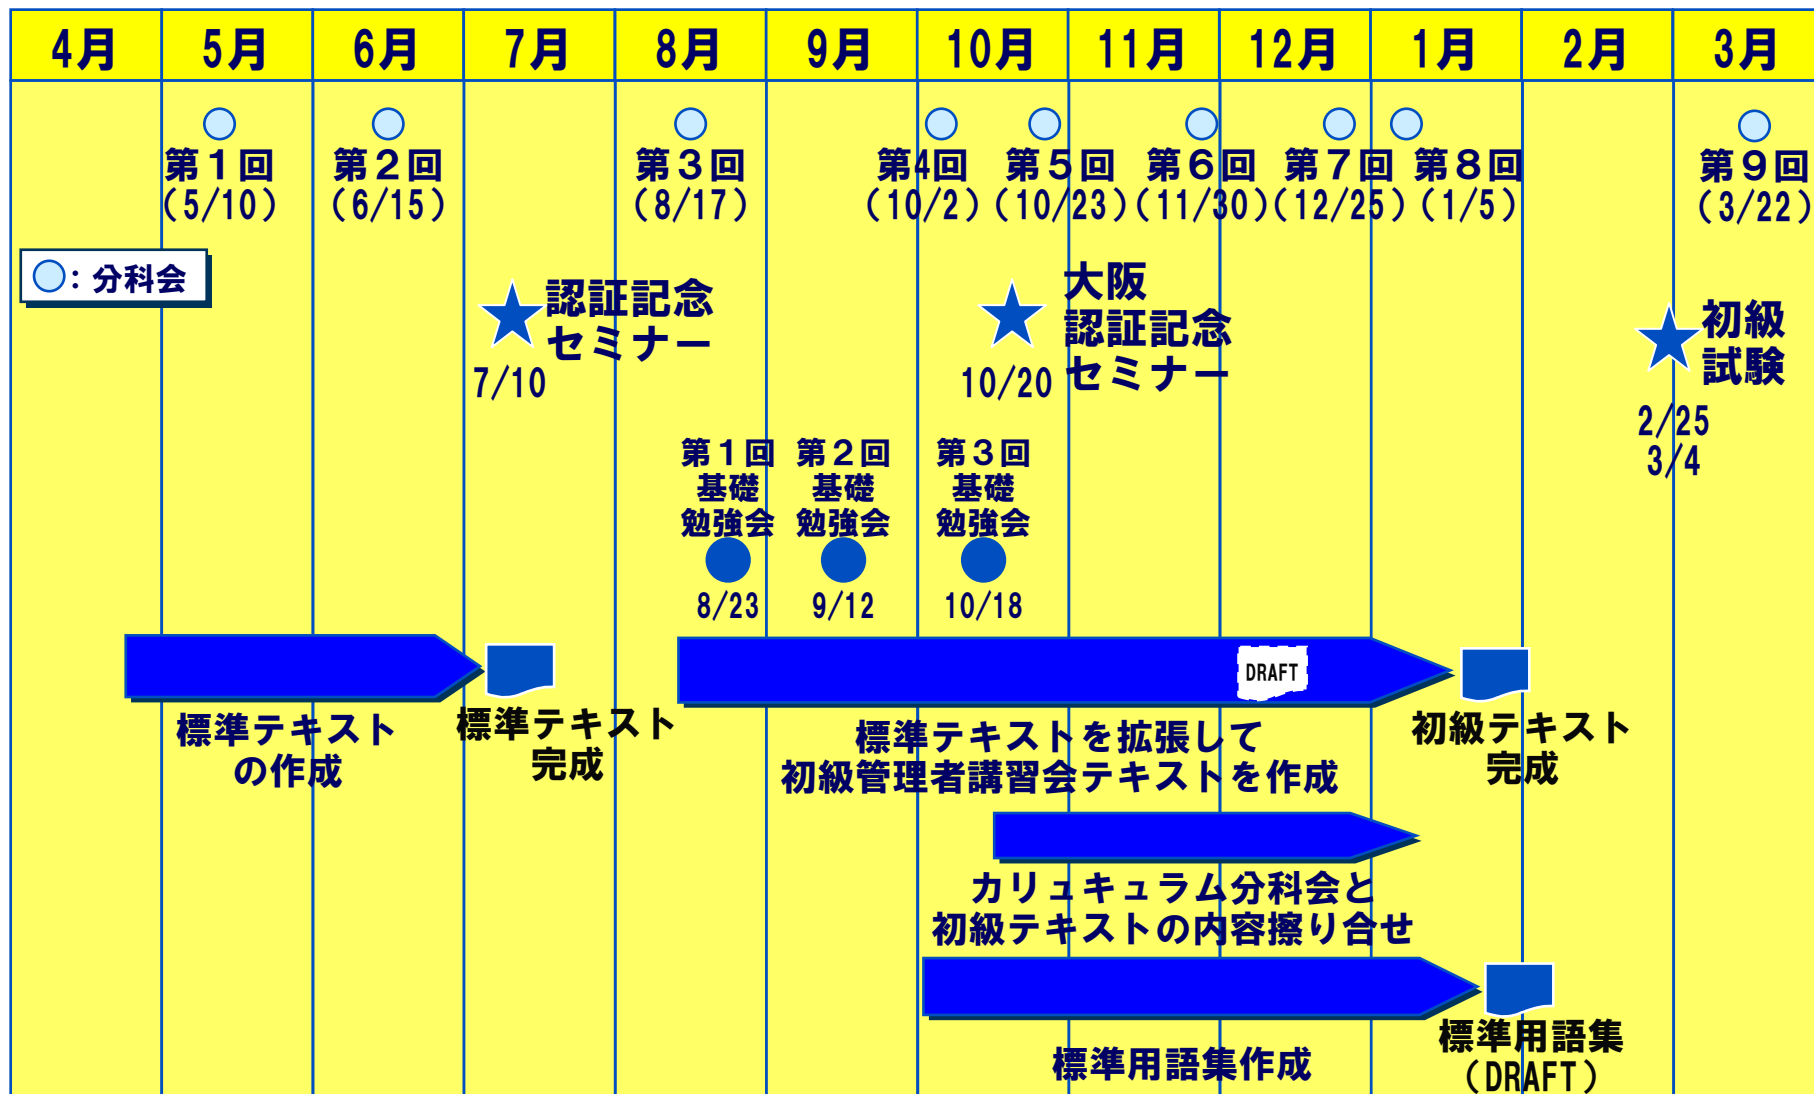 4月 5月 6月 7月 8月 9月 10月 11月 12月 1月 2月 3月
第１回 第２回 第３回 第4回 第５回 第６回 第７回 第８回 第９回
（5/10） （6/15） （8/17） （10/2） （10/23） （11/30） （12/25） （1/5） （3/22）
：分科会
認証記念
セミナー
7/10
大阪
認証記念
セミナー
10/20
初級
試験
2/25
3/4
第１回
基礎
勉強会
8/23
第２回
基礎
勉強会
9/12
第３回
基礎
勉強会
10/18
標準テキスト
の作成
標準テキスト
完成
DRAFT
標準テキストを拡張して
初級管理者講習会テキストを作成
初級テキスト
完成
カリュキュラム分科会と
初級テキストの内容擦り合せ
標準用語集作成
標準用語集
（DRAFT）